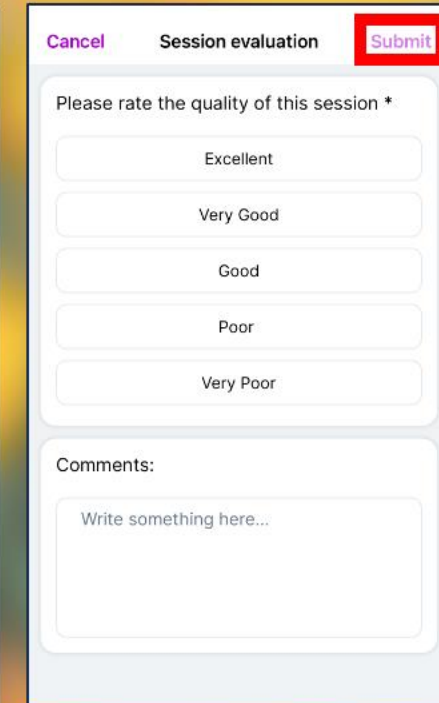 Cancel Session evaluation Submit
Please rate the quality of this session *
Excellent
Very Good
Good
Poor
Very Poor
Comments:
Write something here...